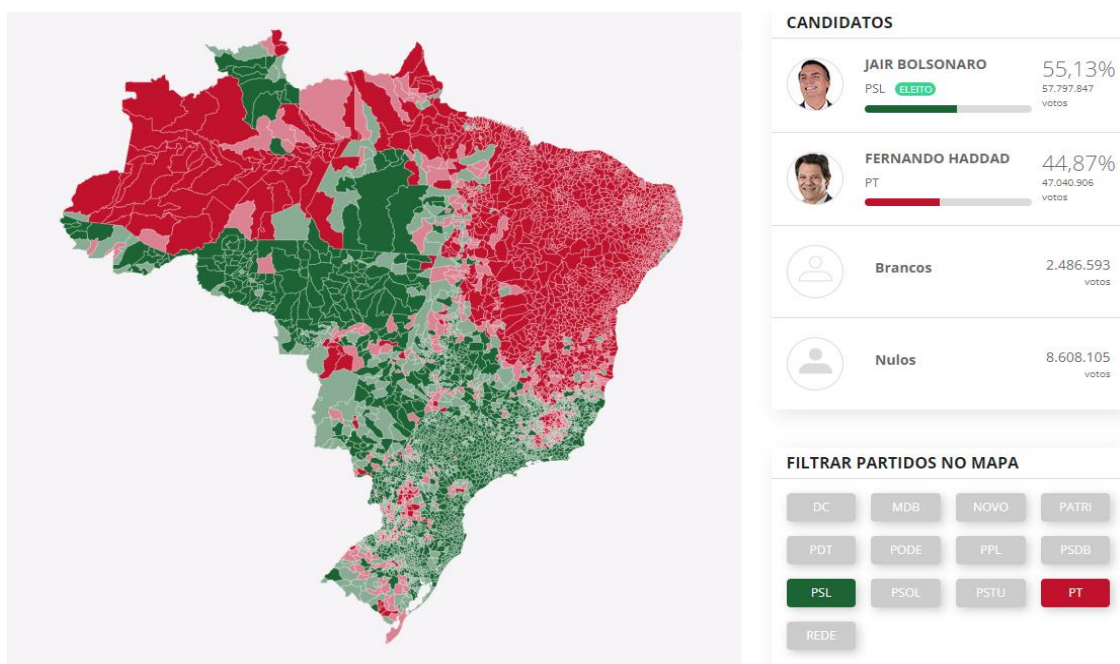 CANDIDATOS
JAIR BOLSONARO
PSL ELEITO
55,13%
57.797.847
votos
FERNANDO HADDAD
PT
44,87%
47.040.906
votos
Brancos
2.486.593
votos
Nulos
8.608.105
votos
FILTRAR PARTIDOS NO MAPA
DC MDB NOVO PATRI
PDT PODE PPL PSDB
PSL PSOL PSTU PT
REDE